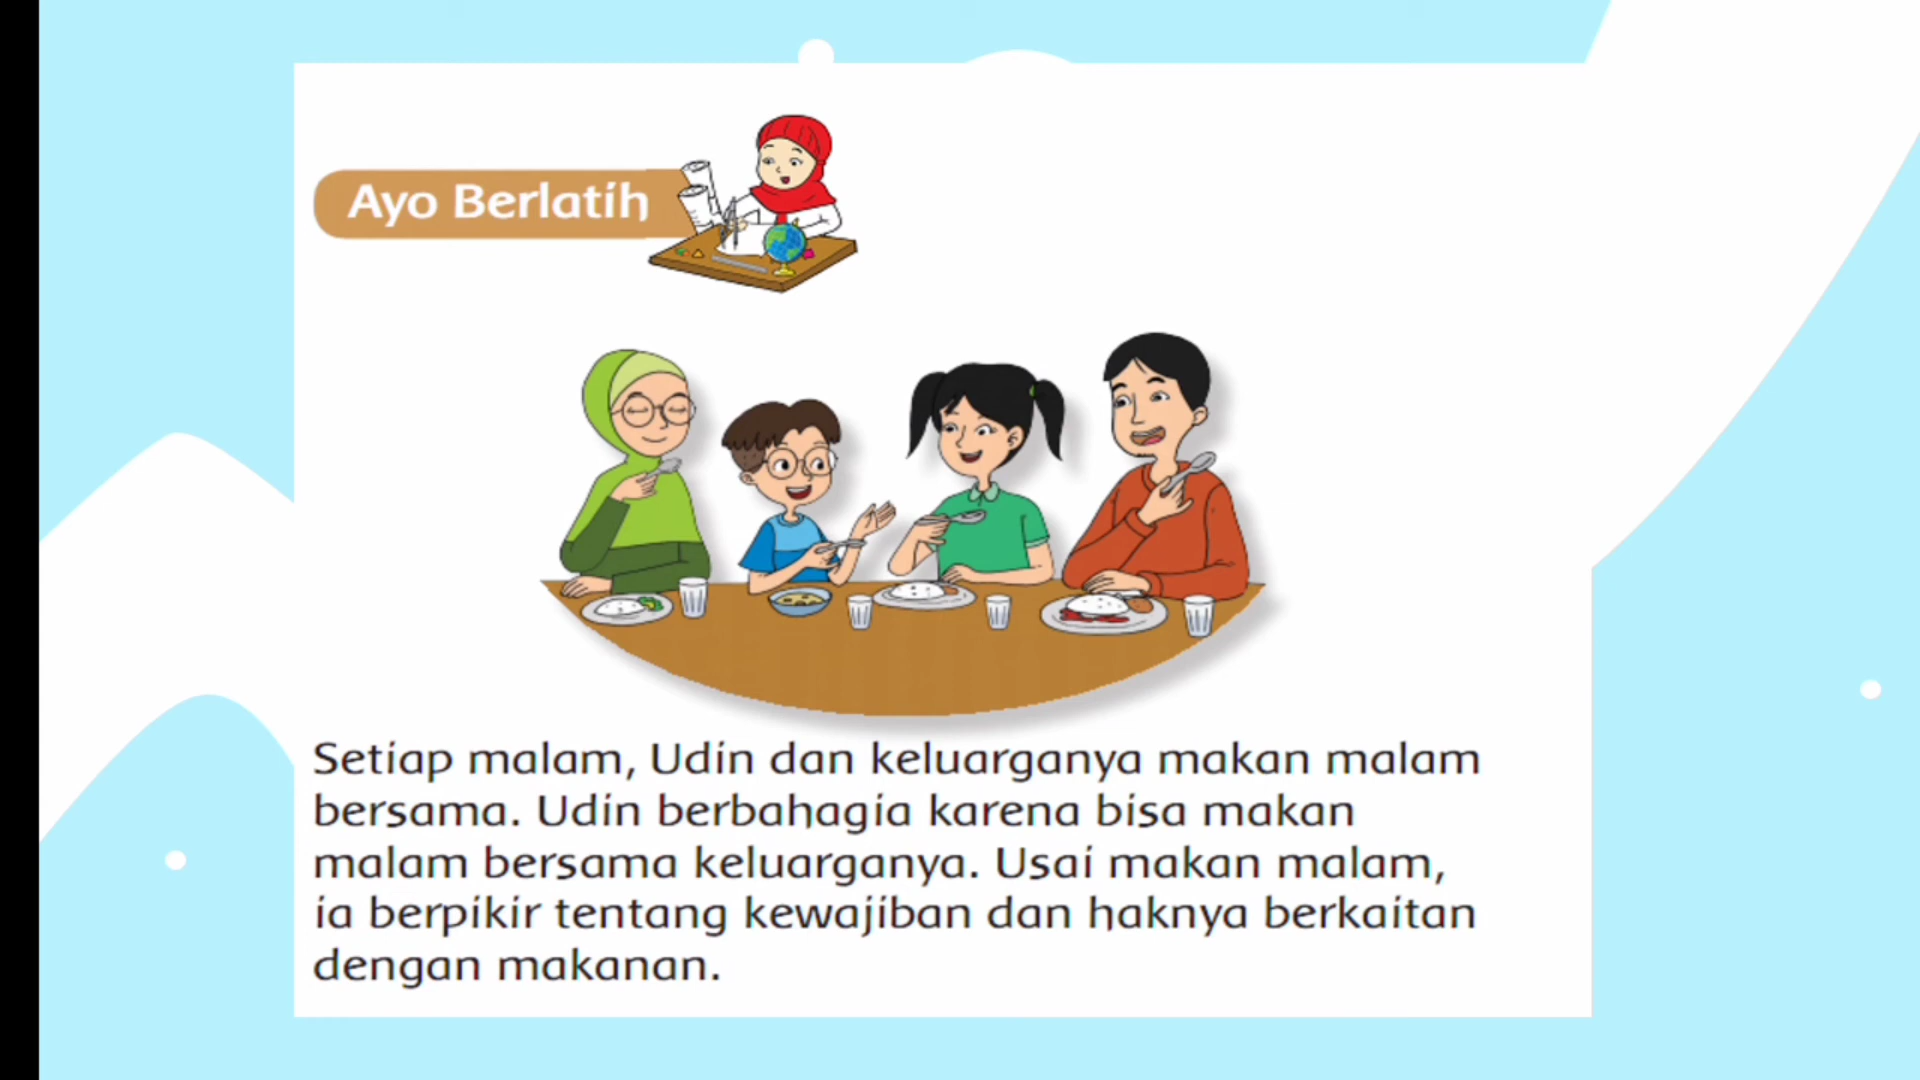 Ayo Berlatih
Setiap malam, Udin dan keluarganya makan malam
bersama. Udin berbahagia karena bisa makan
malam bersama keluarganya. Usai makan malam,
ia berpikir tentang kewajiban dan haknya berkaitan
dengan makanan.